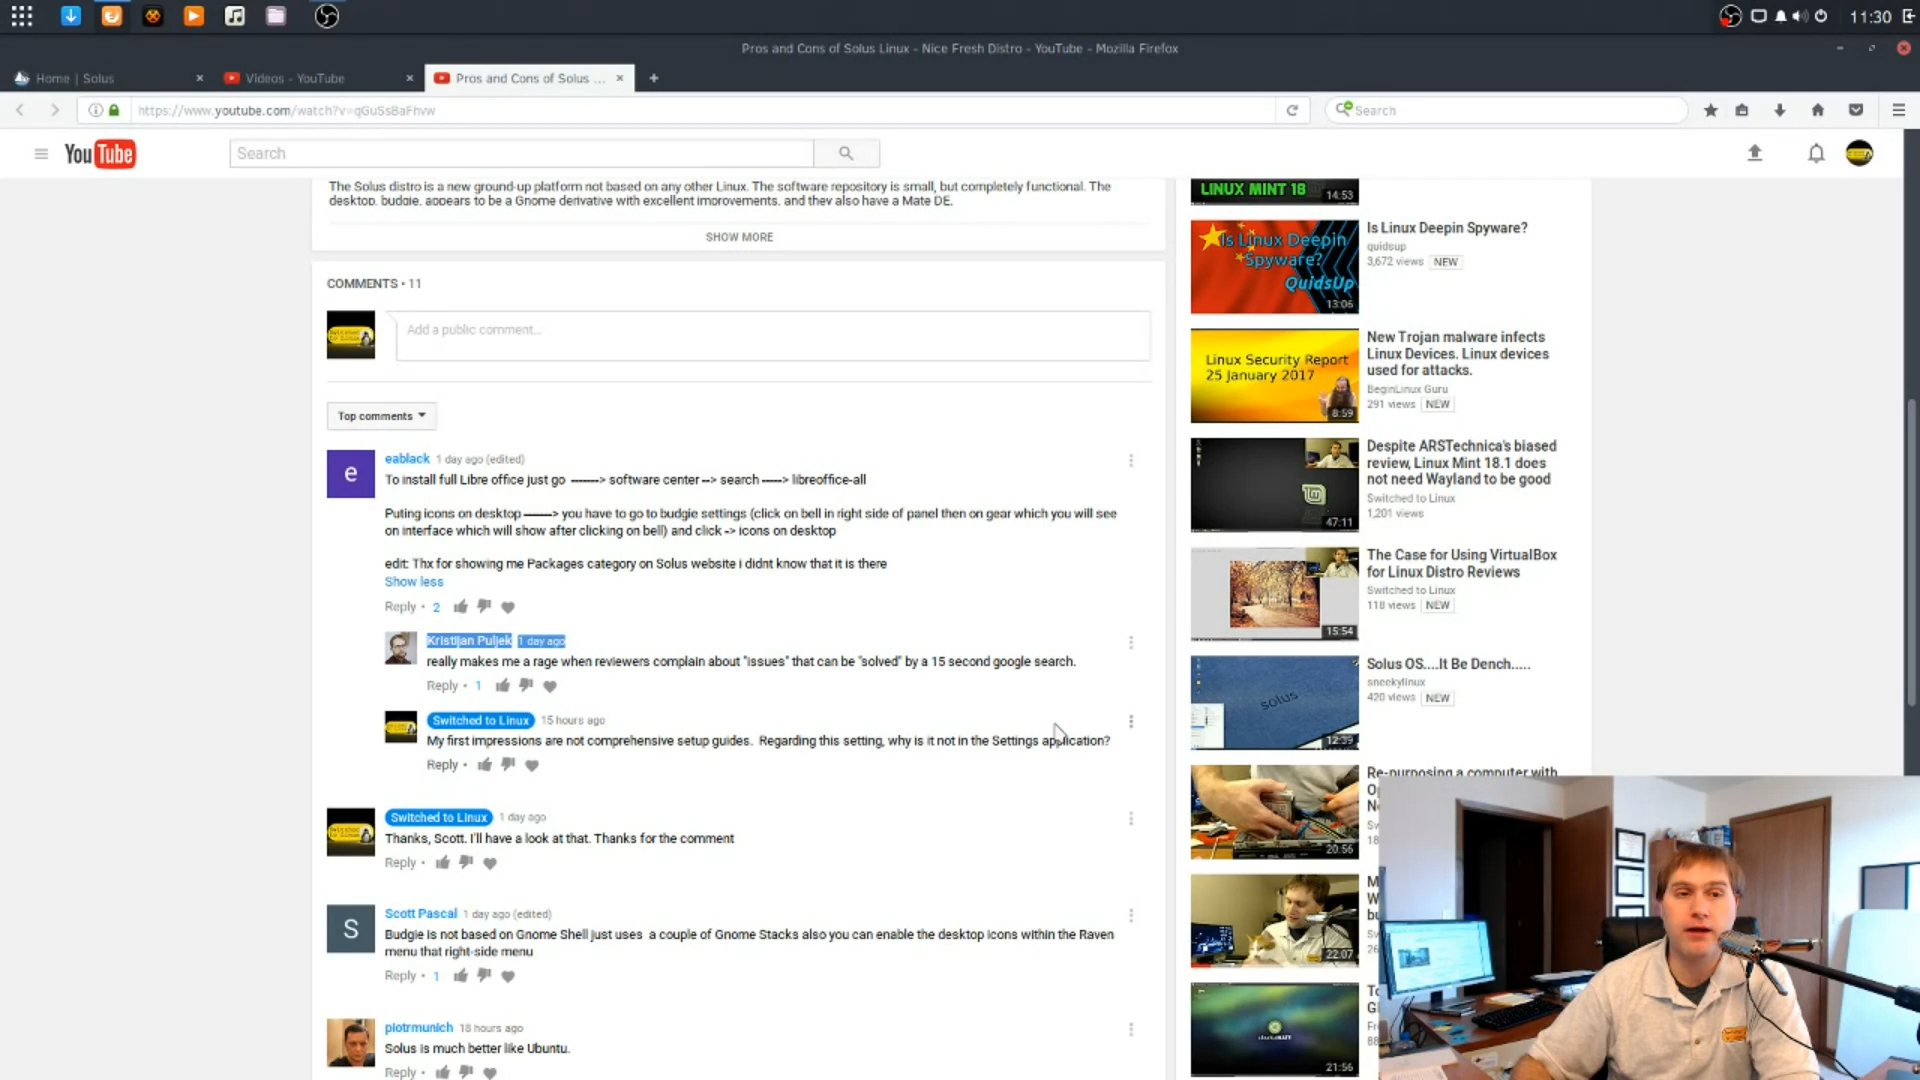 11:30
Pros and Cons of Solus Linux - Nice Fresh Distro - YouTube - Mozilla Firefox
Home | Solus
Videos - YouTube
Pros and Cons of Solus ...
https://www.youtube.com/watch?v=qGuSsBaFhvw
Search
YouTube
Search
The Solus distro is a new ground-up platform not based on any other Linux. The software repository is small, but completely functional. The
desktop, budgie, appears to be a Gnome derivative with excellent improvements, and they also have a Mate DE.
SHOW MORE
COMMENTS • 11
Add a public comment...
Top comments
e
eablack 1 day ago (edited)
To install full Libre office just go -------> software center --> search -----> libreoffice-all
Puting icons on desktop -------> you have to go to budgie settings (click on bell in right side of panel then on gear which you will see
on interface which will show after clicking on bell) and click -> icons on desktop
edit: Thx for showing me Packages category on Solus website i didnt know that it is there
Show less
Reply • 2
Kristijan Puljek 1 day ago
really makes me a rage when reviewers complain about "issues" that can be "solved" by a 15 second google search.
Reply • 1
Switched to Linux 15 hours ago
My first impressions are not comprehensive setup guides. Regarding this setting, why is it not in the Settings application?
Reply •
Switched to Linux 1 day ago
Thanks, Scott. I'll have a look at that. Thanks for the comment
Reply •
S
Scott Pascal 1 day ago (edited)
Budgie is not based on Gnome Shell just uses a couple of Gnome Stacks also you can enable the desktop icons within the Raven
menu that right-side menu
Reply • 1
piotrmunich 18 hours ago
Solus is much better like Ubuntu.
Reply •
LINUX MINT 18
14:53
Is Linux Deepin
Spyware?
QuidsUp
13:06
Is Linux Deepin Spyware?
quidsup
3,672 views NEW
Linux Security Report
25 January 2017
8:59
New Trojan malware infects
Linux Devices. Linux devices
used for attacks.
BeginLinux Guru
291 views NEW
47:11
Despite ARSTechnica's biased
review, Linux Mint 18.1 does
not need Wayland to be good
Switched to Linux
1,201 views
15:54
The Case for Using VirtualBox
for Linux Distro Reviews
Switched to Linux
118 views NEW
solus
12:39
Solus OS....It Be Dench.....
sneekylinux
420 views NEW
20:56
Re-purposing a computer with
22:07
21:56